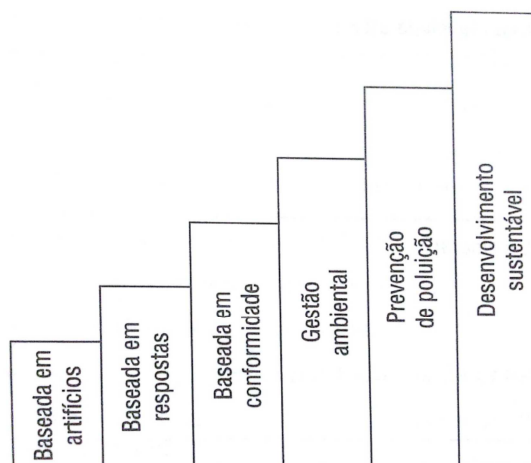 Baseada em
artifícios
Baseada em
respostas
Baseada em
conformidade
Gestão
ambiental
Prevenção
de poluição
Desenvolvimento
sustentável